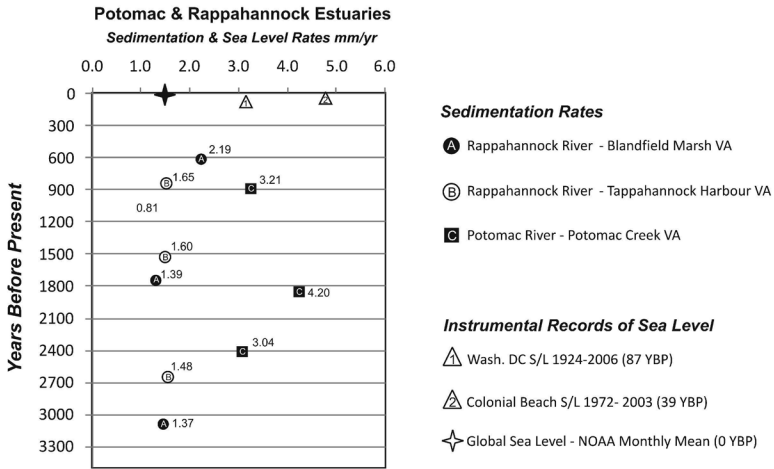 Potomac & Rappahannock Estuaries
Sedimentation & Sea Level Rates mm/yr
0.0 1.0 2.0 3.0 4.0 5.0 6.0
Years Before Present
0
300
600
900
1200
1500
1800
2100
2400
2700
3000
3300
1 2
2.19
A
1.65
B
3.21
C
0.81
1.60
B
1.39
A
4.20
C
3.04
C
1.48
B
1.37
A
Sedimentation Rates
A Rappahannock River - Blandfield Marsh VA
B Rappahannock River - Tappahannock Harbour VA
C Potomac River - Potomac Creek VA
Instrumental Records of Sea Level
1 Wash. DC S/L 1924-2006 (87 YBP)
2 Colonial Beach S/L 1972- 2003 (39 YBP)
Global Sea Level - NOAA Monthly Mean (0 YBP)